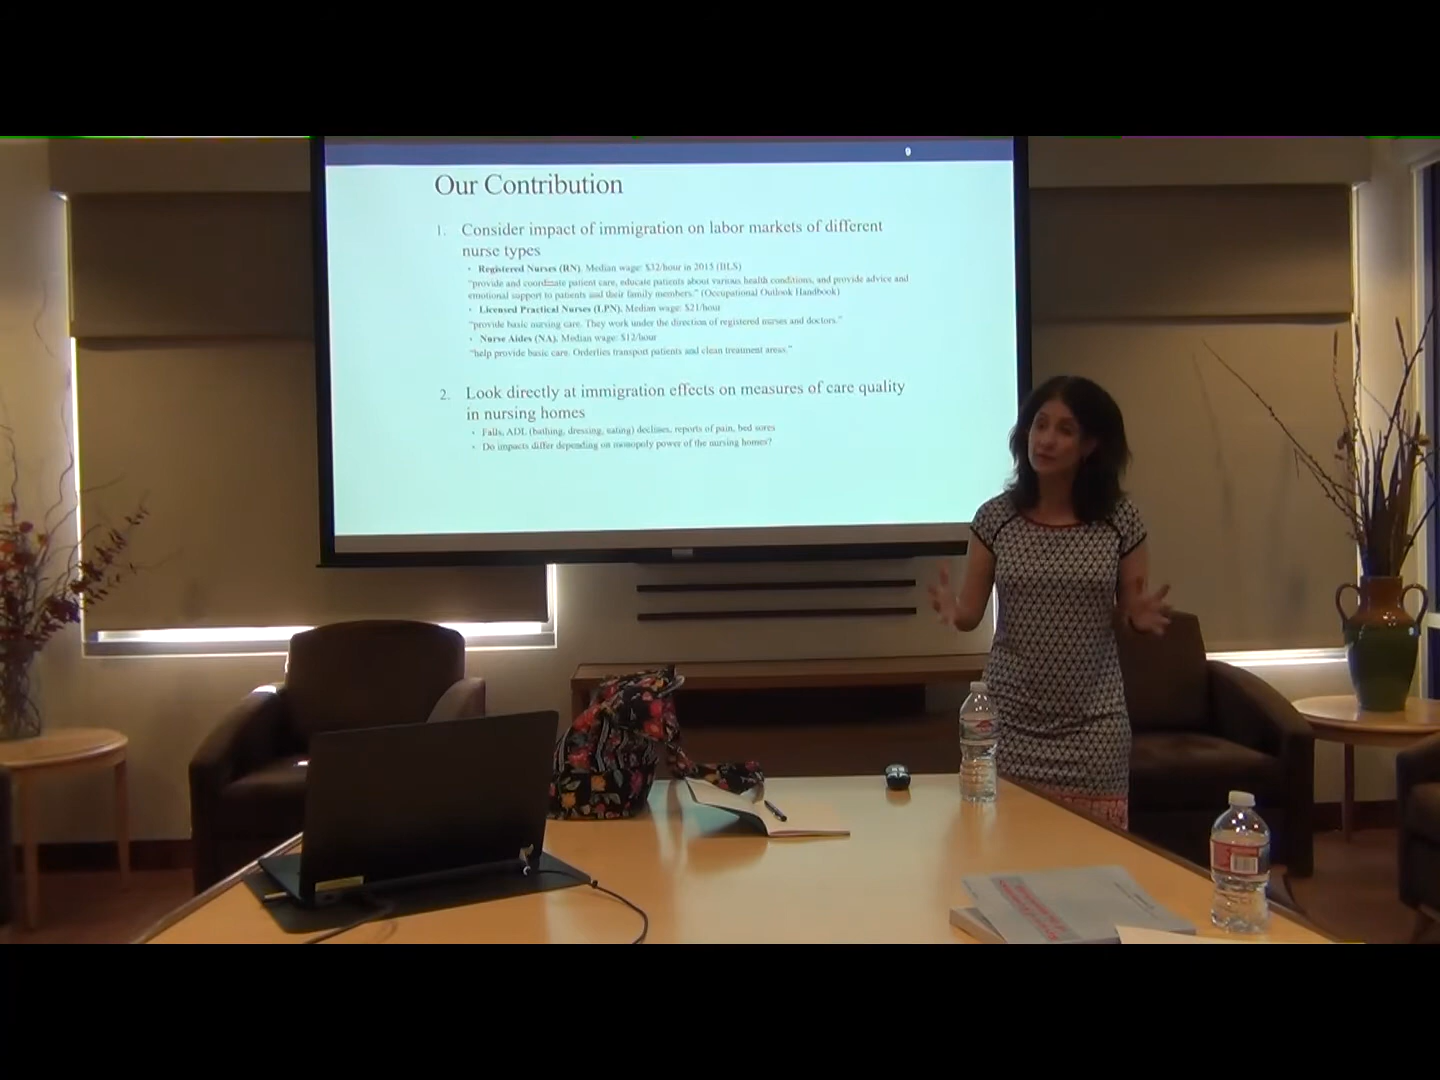 9
Our Contribution
1. Consider impact of immigration on labor markets of different
nurse types
• Registered Nurses (RN). Median wage: $32/hour in 2015 (BLS)
"provide and coordinate patient care, educate patients about various health conditions, and provide advice and
emotional support to patients and their family members." (Occupational Outlook Handbook)
• Licensed Practical Nurses (LPN). Median wage: $21/hour
"provide basic nursing care. They work under the direction of registered nurses and doctors."
• Nurse Aides (NA). Median wage: $12/hour
"help provide basic care. Orderlies transport patients and clean treatment areas."
2. Look directly at immigration effects on measures of care quality
in nursing homes
• Falls, ADL (bathing, dressing, eating) declines, reports of pain, bed sores
• Do impacts differ depending on monopoly power of the nursing homes?